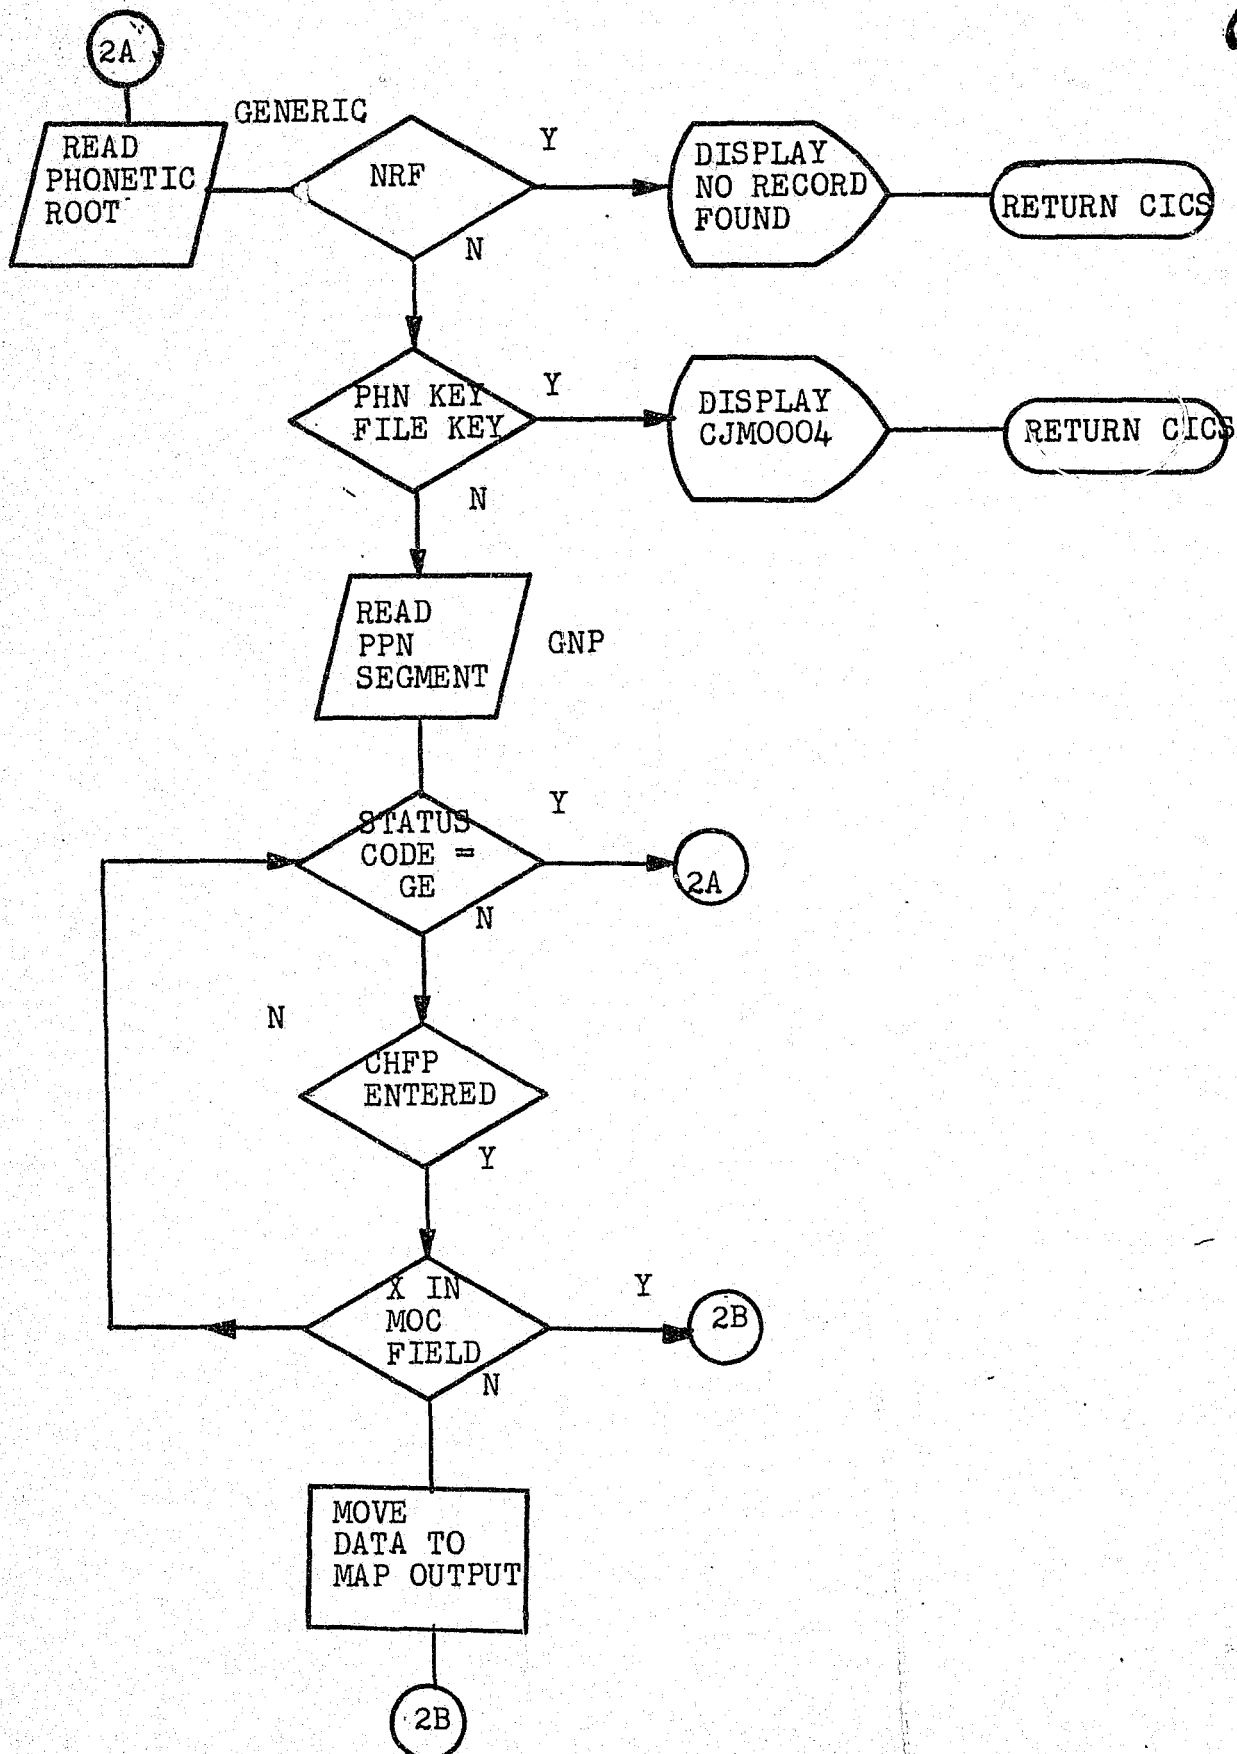 2A
GENERIC
READ
PHONETIC
ROOT
NRF
Y
DISPLAY
NO RECORD
FOUND
RETURN CICS
N
PHN KEY
FILE KEY
Y
DISPLAY
CJM0004
RETURN CICS
N
READ
PPN
SEGMENT
GNP
STATUS
CODE =
GE
Y
2A
N
N
CHFP
ENTERED
Y
X IN
MOC
FIELD
Y
2B
N
MOVE
DATA TO
MAP OUTPUT
2B